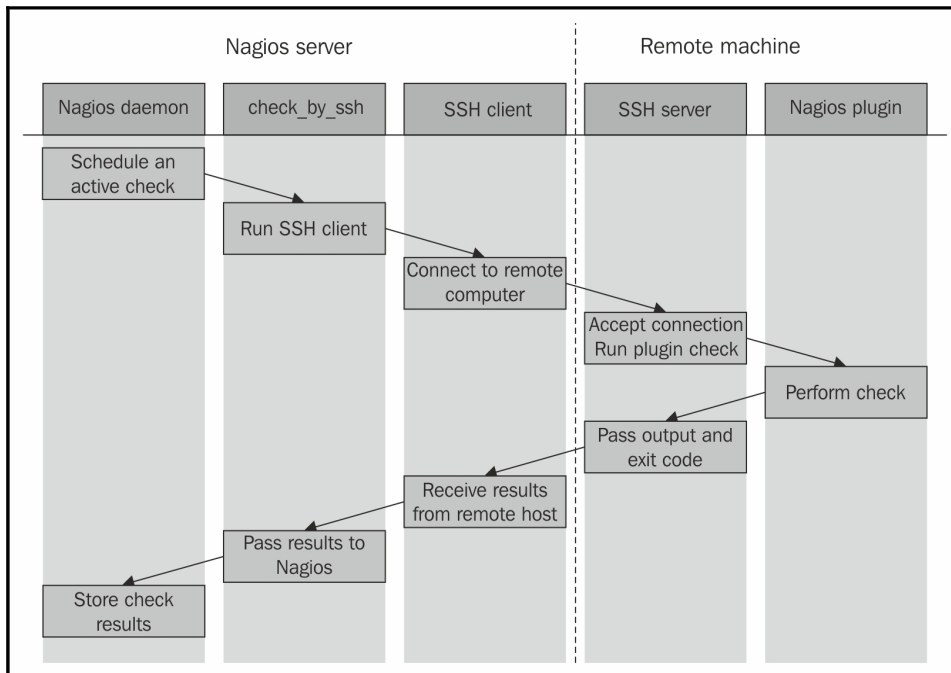 Nagios server
Remote machine
Nagios daemon
check_by_ssh
SSH client
SSH server
Nagios plugin
Schedule an
active check
Run SSH client
Connect to remote
computer
Accept connection
Run plugin check
Perform check
Pass output and
exit code
Receive results
from remote host
Pass results to
Nagios
Store check
results